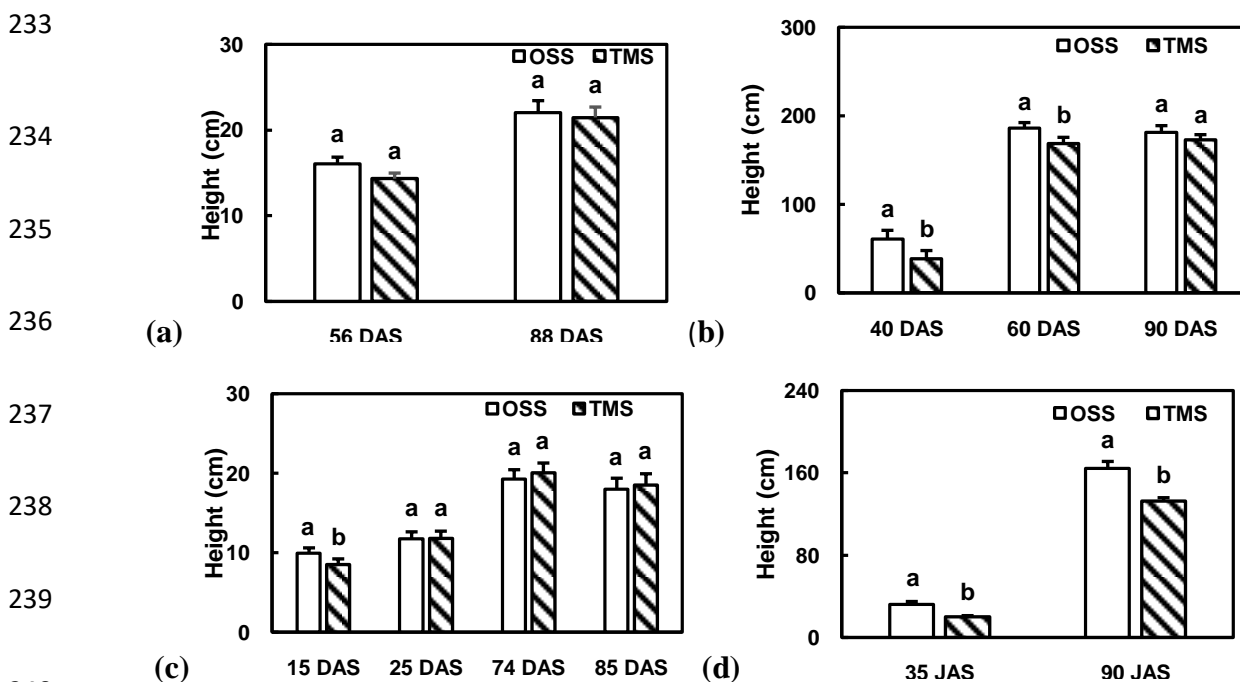 233
234
235
236
237
238
239
30
20
10
0
Height (cm)
OSS TMS
a a a a
56 DAS 88 DAS
(a)
300
200
100
0
Height (cm)
OSS TMS
a b a b a a
40 DAS 60 DAS 90 DAS
(b)
30
20
10
0
Height (cm)
OSS TMS
a b a a a a a a
15 DAS 25 DAS 74 DAS 85 DAS
(c)
240
160
80
0
Height (cm)
OSS TMS
a b a b
35 JAS 90 JAS
(d)